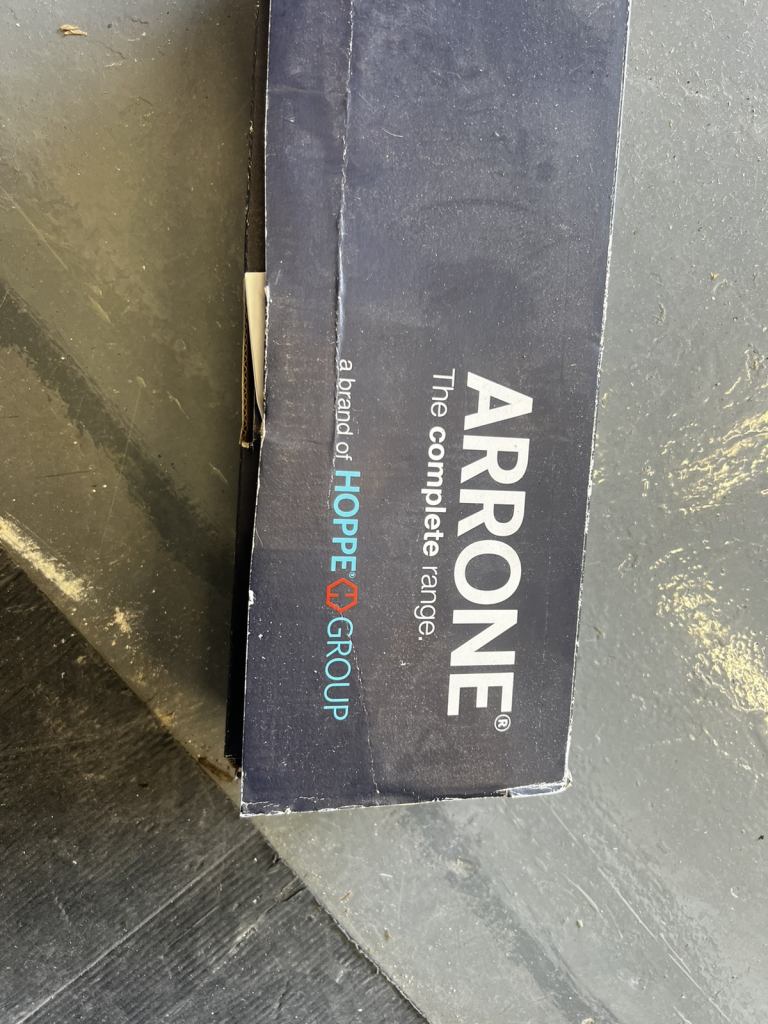 ARRONE®
The complete range.
a brand of HOPPE® GROUP